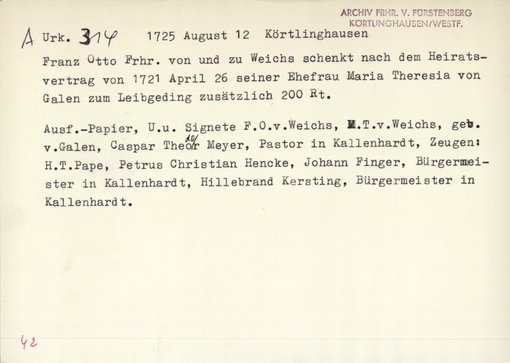 ARCHIV FRHR. V. FÜRSTENBERG
KÖRTLINGHAUSEN/WESTF.
A Urk. 314 1725 August 12 Körtlinghausen
Franz Otto Frhr. von und zu Weichs schenkt nach dem Heirats-
vertrag von 1721 April 26 seiner Ehefrau Maria Theresia von
Galen zum Leibgeding zusätzlich 200 Rt.
Ausf.-Papier, U.u. Signete F.O.v.Weichs, M.T.v.Weichs, geb.
v.Galen, Caspar Theodor Meyer, Pastor in Kallenhardt, Zeugen:
H.T.Pape, Petrus Christian Hencke, Johann Finger, Bürgermei-
ster in Kallenhardt, Hillebrand Kersting, Bürgermeister in
Kallenhardt.
42